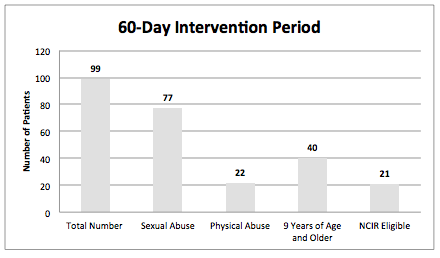 60-Day Intervention Period
Number of Patients
120
100
80
60
40
20
0
99
77
22
40
21
Total Number
Sexual Abuse
Physical Abuse
9 Years of Age
and Older
NCIR Eligible